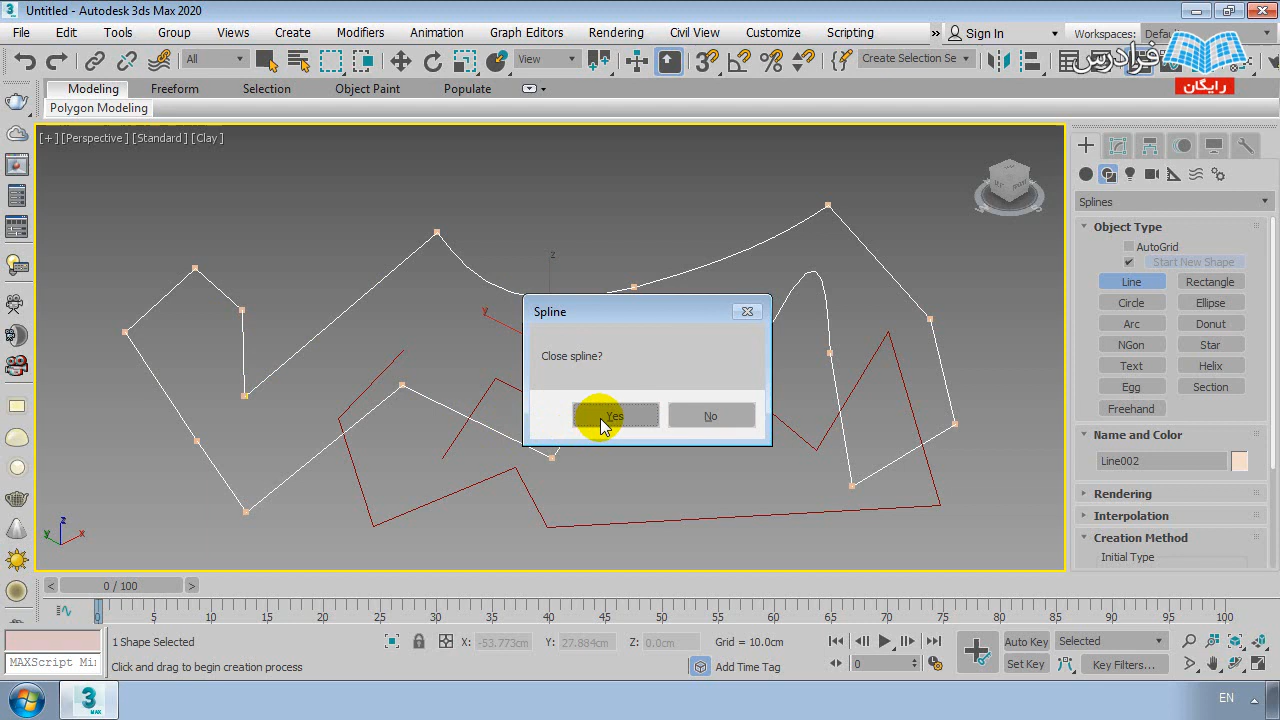 Untitled - Autodesk 3ds Max 2020
File Edit Tools Group Views Create Modifiers Animation Graph Editors Rendering Civil View Customize Scripting » Sign In Workspaces:
All View Create Selection Se
فرادرس
رایگان
Modeling Freeform Selection Object Paint Populate
Polygon Modeling
[+] [Perspective] [Standard] [Clay]
Splines
Object Type
AutoGrid
Start New Shape
Line Rectangle
Circle Ellipse
Arc Donut
NGon Star
Text Helix
Egg Section
Freehand
Name and Color
Line002
Rendering
Interpolation
Creation Method
Initial Type
z
y
Spline
Close spline?
Yes No
z
y x
< 0 / 100 >
0 5 10 15 20 25 30 35 40 45 50 55 60 65 70 75 80 85 90 95 100
1 Shape Selected X: -53.773cm Y: 27.884cm Z: 0.0cm Grid = 10.0cm Auto Key Selected
MAXScript Mi Click and drag to begin creation process Add Time Tag 0 Set Key Key Filters...
3 MAX EN